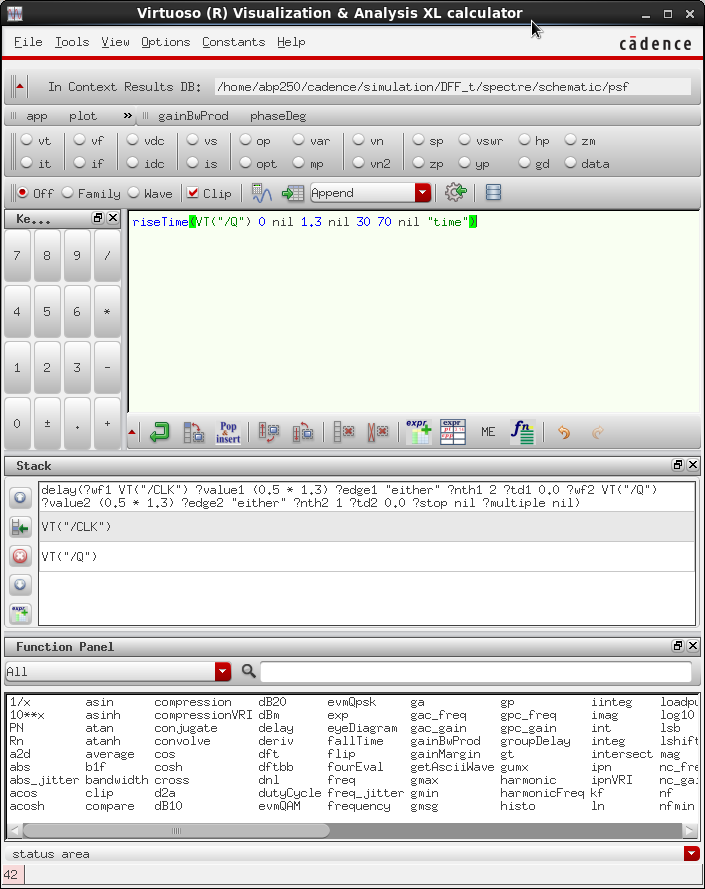 Virtuoso (R) Visualization & Analysis XL calculator
File Tools View Options Constants Help
cādence
In Context Results DB: /home/abp250/cadence/simulation/DFF_t/spectre/schematic/psf
app plot » gainBwProd phaseDeg
vt vf vdc vs op var vn sp vswr hp zm
it if idc is opt mp vn2 zp yp gd data
Off Family Wave Clip Append
Ke...
riseTime(VT("/Q") 0 nil 1.3 nil 30 70 nil "time")
7 8 9 /
4 5 6 *
1 2 3 -
0 ± . +
Pop & insert expr expr ME fn
Stack
delay(?wf1 VT("/CLK") ?value1 (0.5 * 1.3) ?edge1 "either" ?nth1 2 ?td1 0.0 ?wf2 VT("/Q")
?value2 (0.5 * 1.3) ?edge2 "either" ?nth2 1 ?td2 0.0 ?stop nil ?multiple nil)
VT("/CLK")
VT("/Q")
expr
Function Panel
All
1/x asin compression dB20 evmQpsk ga gp iinteg loadpu
10**x asinh compressionVRI dBm exp gac_freq gpc_freq imag log10
PN atan conjugate delay eyeDiagram gac_gain gpc_gain int lsb
Rn atanh convolve deriv fallTime gainBwProd groupDelay integ lshift
a2d average cos dft flip gainMargin gt intersect mag
abs b1f cosh dftbb fourEval getAsciiWave gumx ipn nc_fre
abs_jitter bandwidth cross dnl freq gmax harmonic ipnVRI nc_gai
acos clip d2a dutyCycle freq_jitter gmin harmonicFreq kf nf
acosh compare dB10 evmQAM frequency gmsg histo ln nfmin
status area
42